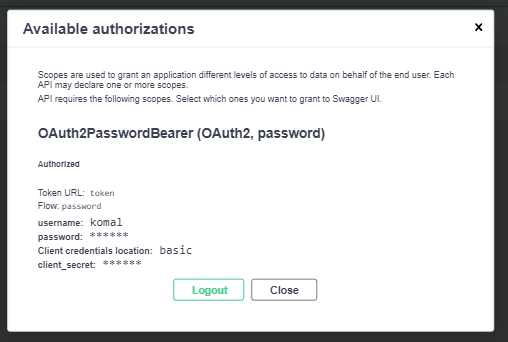 Available authorizations
x
Scopes are used to grant an application different levels of access to data on behalf of the end user. Each
API may declare one or more scopes.
API requires the following scopes. Select which ones you want to grant to Swagger UI.
OAuth2PasswordBearer (OAuth2, password)
Authorized
Token URL: token
Flow: password
username: komal
password: ******
Client credentials location: basic
client_secret: ******
Logout Close